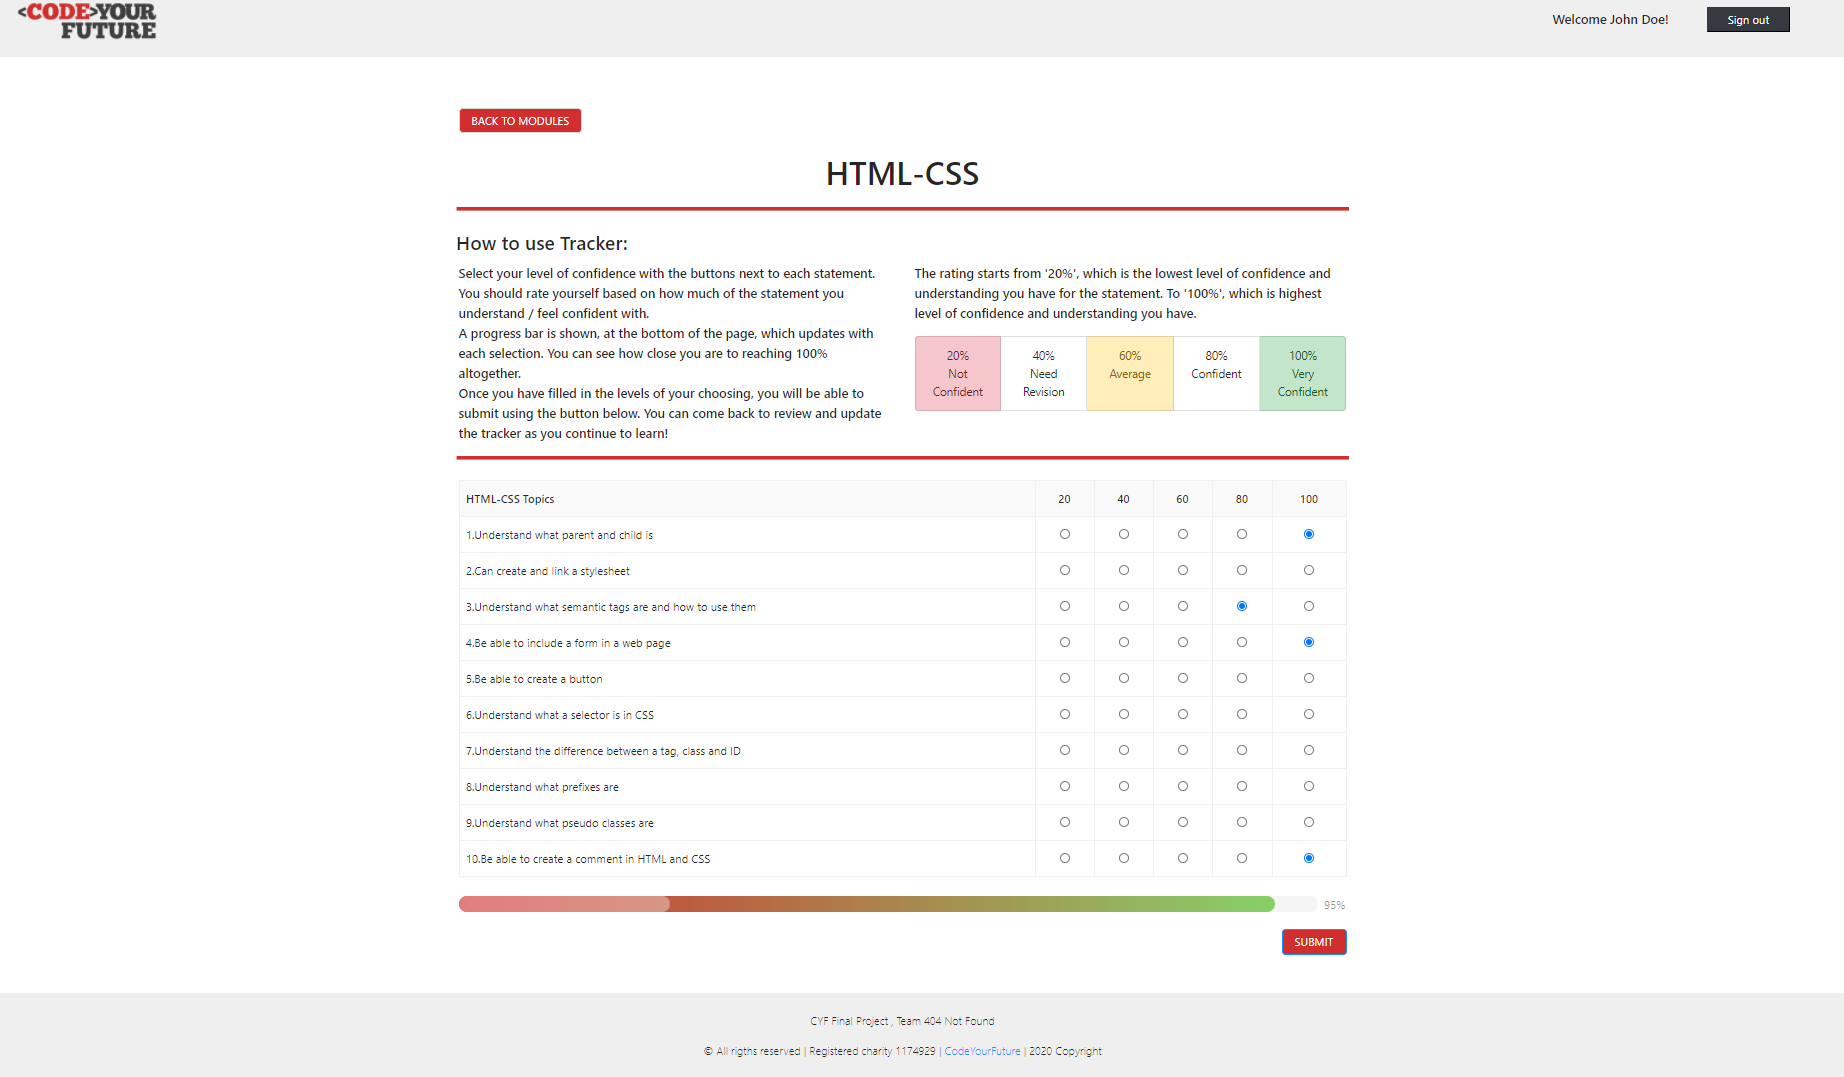 <CODE>YOUR
FUTURE
Welcome John Doe!
Sign out
BACK TO MODULES
HTML-CSS
How to use Tracker:
Select your level of confidence with the buttons next to each statement.
You should rate yourself based on how much of the statement you
understand / feel confident with.
A progress bar is shown, at the bottom of the page, which updates with
each selection. You can see how close you are to reaching 100%
altogether.
Once you have filled in the levels of your choosing, you will be able to
submit using the button below. You can come back to review and update
the tracker as you continue to learn!
The rating starts from '20%', which is the lowest level of confidence and
understanding you have for the statement. To '100%', which is highest
level of confidence and understanding you have.
20%
Not
Confident
40%
Need
Revision
60%
Average
80%
Confident
100%
Very
Confident
HTML-CSS Topics 20 40 60 80 100
1.Understand what parent and child is
2.Can create and link a stylesheet
3.Understand what semantic tags are and how to use them
4.Be able to include a form in a web page
5.Be able to create a button
6.Understand what a selector is in CSS
7.Understand the difference between a tag, class and ID
8.Understand what prefixes are
9.Understand what pseudo classes are
10.Be able to create a comment in HTML and CSS
95%
SUBMIT
CYF Final Project , Team 404 Not Found
© All rigths reserved | Registered charity 1174929 | CodeYourFuture | 2020 Copyright